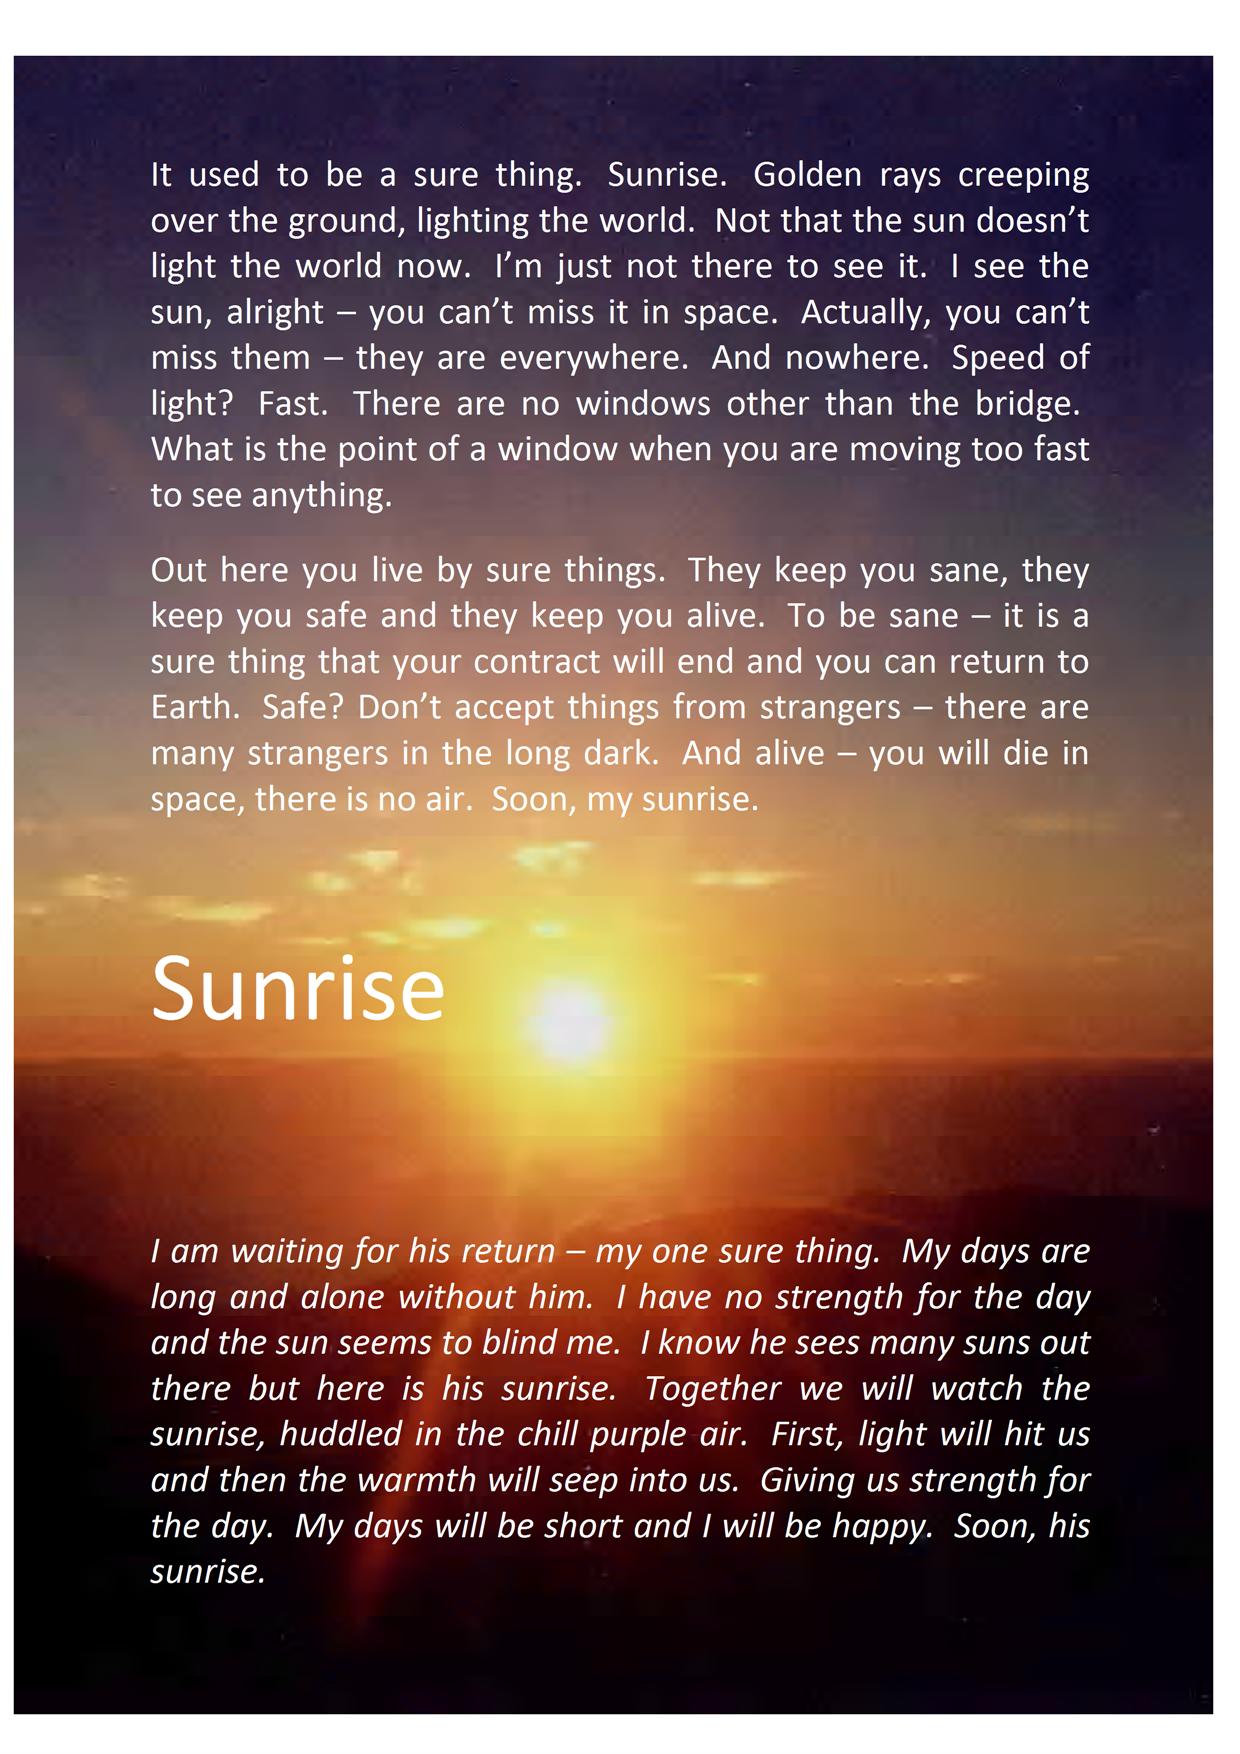 It used to be a sure thing.  Sunrise.  Golden rays creeping
over the ground, lighting the world.  Not that the sun doesn’t
light the world now.  I’m just not there to see it.  I see the
sun, alright – you can’t miss it in space.  Actually, you can’t
miss them – they are everywhere.  And nowhere.  Speed of
light?  Fast.  There are no windows other than the bridge.
What is the point of a window when you are moving too fast
to see anything.
Out here you live by sure things.  They keep you sane, they
keep you safe and they keep you alive.  To be sane – it is a
sure thing that your contract will end and you can return to
Earth.  Safe? Don’t accept things from strangers – there are
many strangers in the long dark.  And alive – you will die in
space, there is no air.  Soon, my sunrise.
Sunrise
I am waiting for his return – my one sure thing.  My days are
long and alone without him.  I have no strength for the day
and the sun seems to blind me.  I know he sees many suns out
there but here is his sunrise.  Together we will watch the
sunrise, huddled in the chill purple air.  First, light will hit us
and then the warmth will seep into us.  Giving us strength for
the day.  My days will be short and I will be happy.  Soon, his
sunrise.